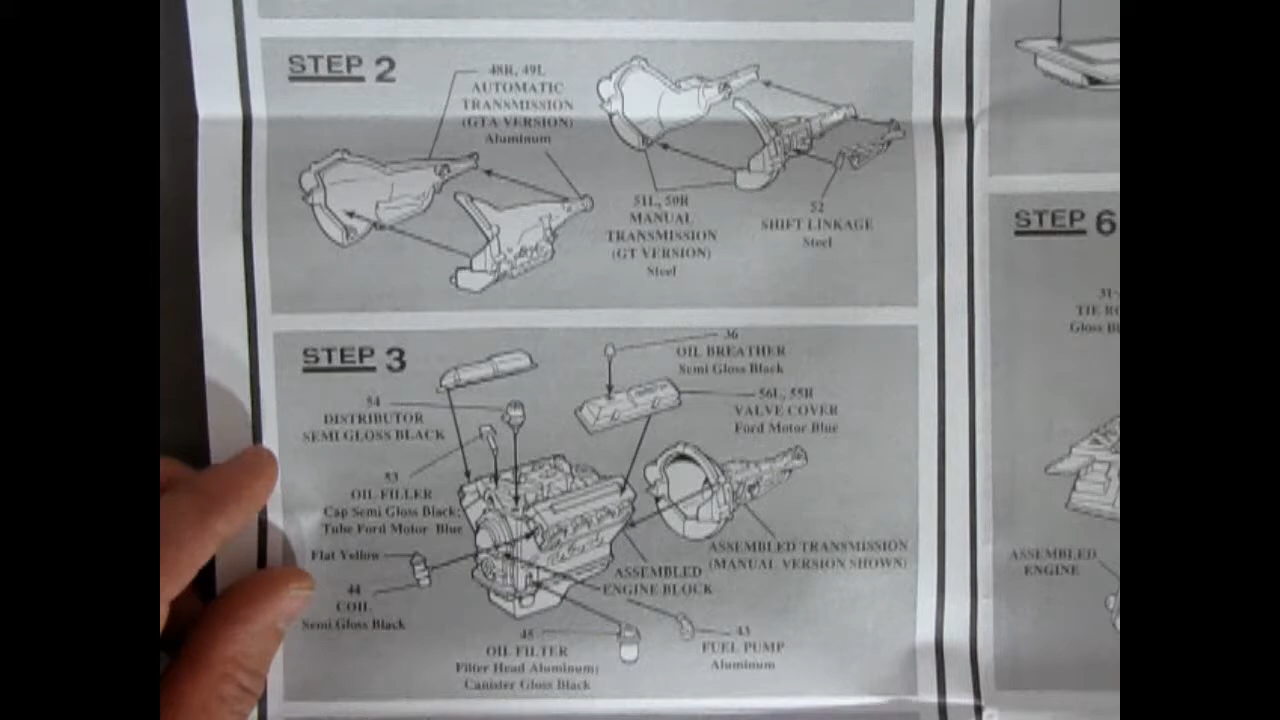 STEP 2
48R, 49L
AUTOMATIC
TRANSMISSION
(GTA VERSION)
Aluminum
51L, 50R
MANUAL
TRANSMISSION
(GT VERSION)
Steel
52
SHIFT LINKAGE
Steel
STEP 3
36
OIL BREATHER
Semi Gloss Black
56L, 55R
VALVE COVER
Ford Motor Blue
54
DISTRIBUTOR
SEMI GLOSS BLACK
53
OIL FILLER
Cap Semi Gloss Black;
Tube Ford Motor Blue
Flat Yellow
44
COIL
Semi Gloss Black
ASSEMBLED TRANSMISSION
(MANUAL VERSION SHOWN)
ASSEMBLED
ENGINE BLOCK
45
OIL FILTER
Filter Head Aluminum;
Canister Gloss Black
43
FUEL PUMP
Aluminum
STEP 6
31
TIE
Gloss
ASSEMBLED
ENGINE